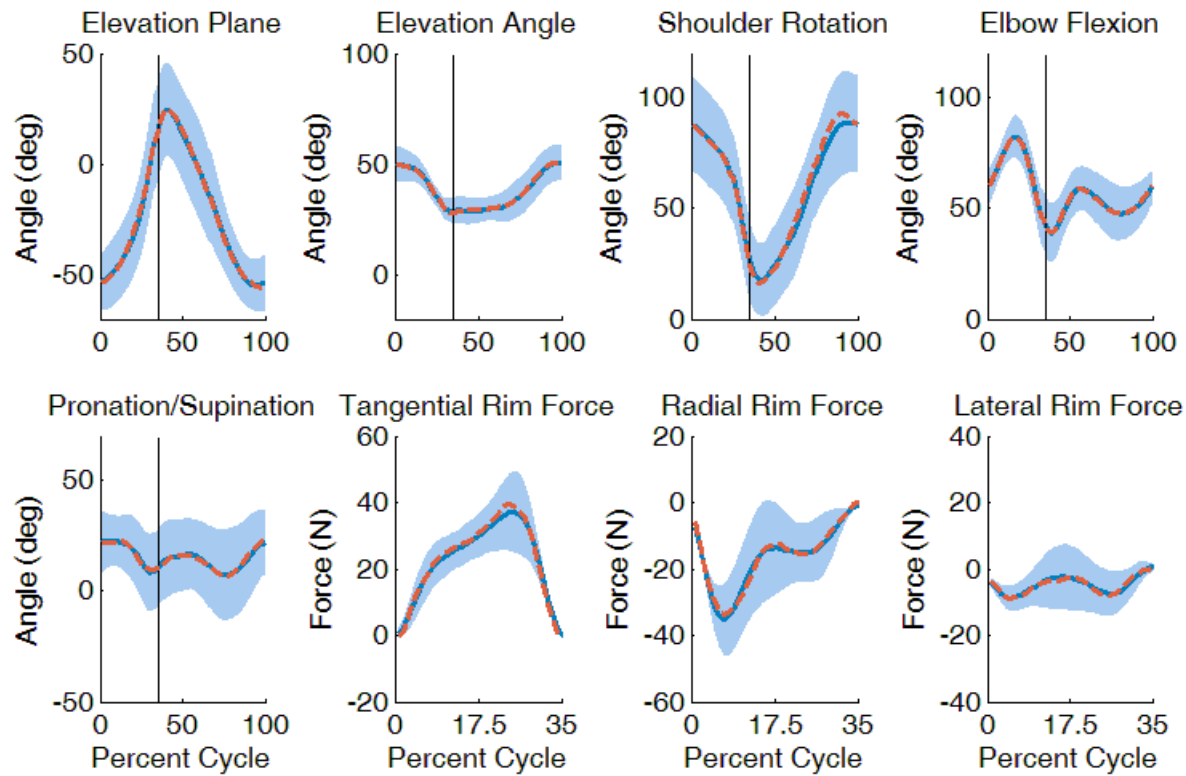 Elevation Plane Elevation Angle Shoulder Rotation Elbow Flexion
50
0
-50
Angle (deg)
0 50 100
100
50
0
Angle (deg)
0 50 100
100
50
0
Angle (deg)
0 50 100
100
50
0
Angle (deg)
0 50 100
Pronation/Supination Tangential Rim Force Radial Rim Force Lateral Rim Force
50
0
-50
Angle (deg)
0 50 100
Percent Cycle
60
40
20
0
-20
Force (N)
0 17.5 35
Percent Cycle
20
0
-20
-40
-60
Force (N)
0 17.5 35
Percent Cycle
40
20
0
-20
-40
Force (N)
0 17.5 35
Percent Cycle